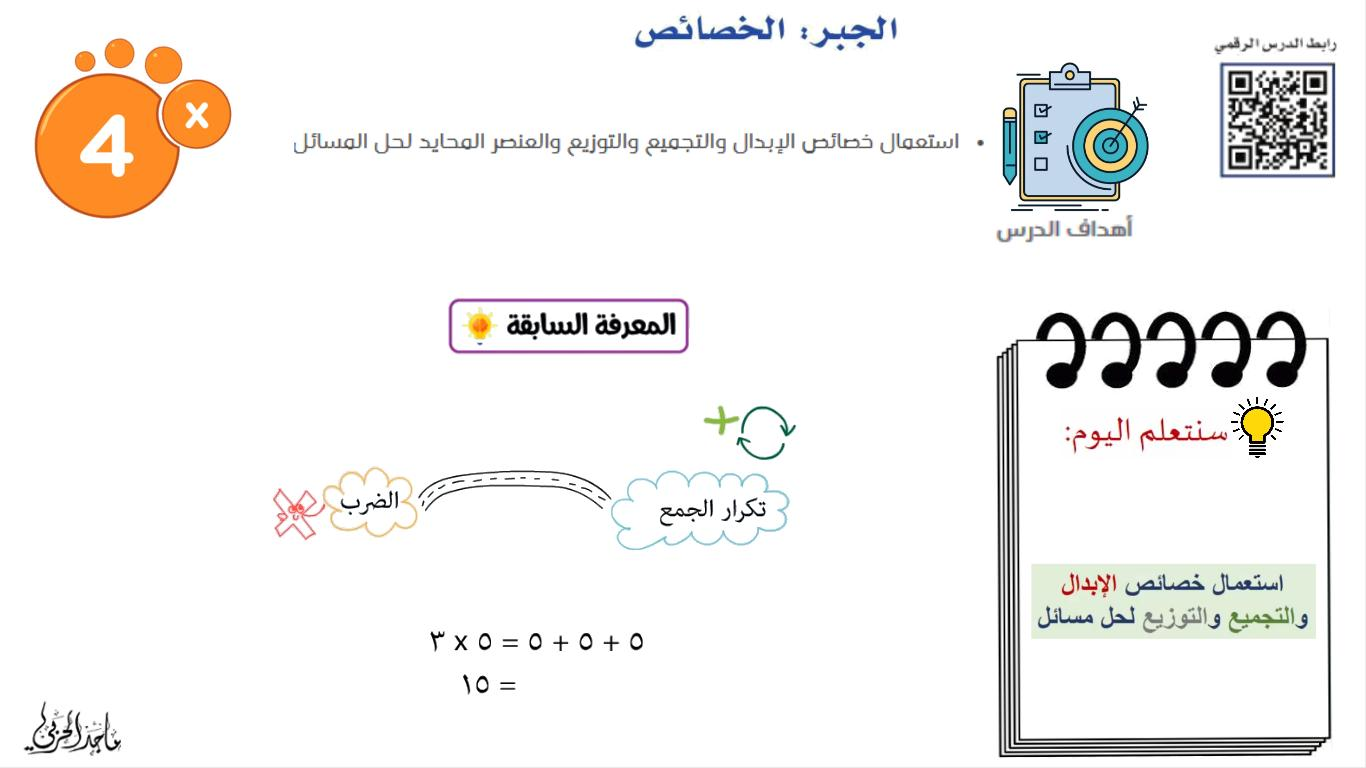 الجبر: الخصائص
رابط الدرس الرقمي
4
x
• استعمال خصائص الإبدال والتجميع والتوزيع والعنصر المحايد لحل المسائل
أهداف الدرس
المعرفة السابقة
سنتعلم اليوم:
+
تكرار الجمع
الضرب
استعمال خصائص الإبدال
والتجميع والتوزيع لحل مسائل
٥ + ٥ + ٥ = ٥ x ٣
= ١٥
ماجد الحربي